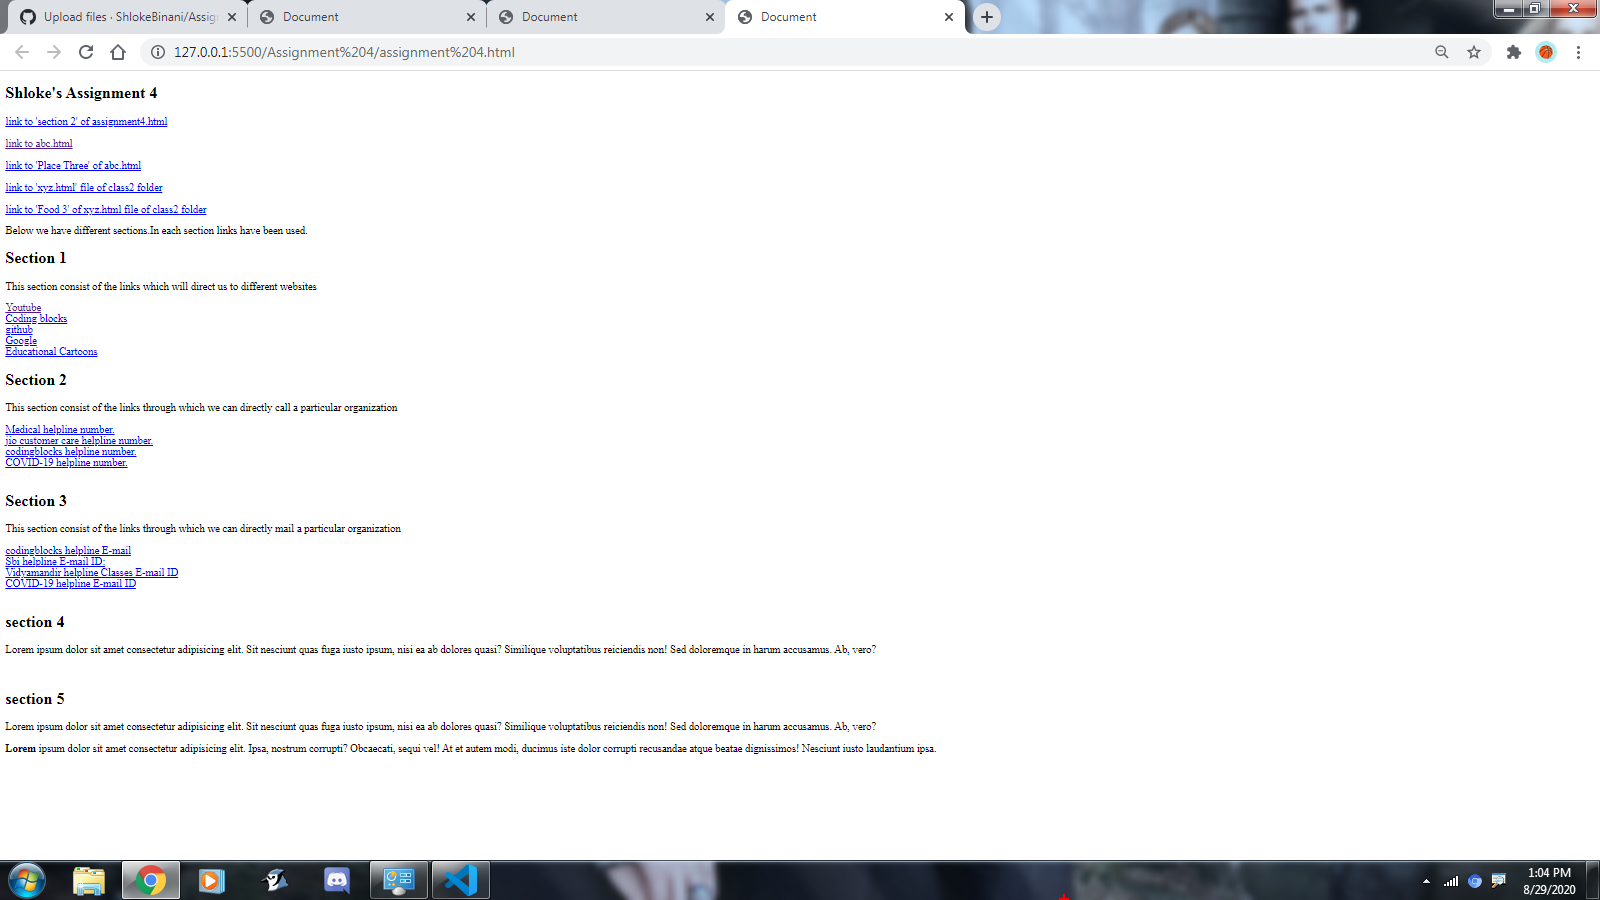 Upload files · ShlokeBinani/Assig
Document
Document
Document
127.0.0.1:5500/Assignment%204/assignment%204.html
Shloke's Assignment 4
link to 'section 2' of assignment4.html
link to abc.html
link to 'Place Three' of abc.html
link to 'xyz.html' file of class2 folder
link to 'Food 3' of xyz.html file of class2 folder
Below we have different sections.In each section links have been used.
Section 1
This section consist of the links which will direct us to different websites
Youtube
Coding blocks
github
Google
Educational Cartoons
Section 2
This section consist of the links through which we can directly call a particular organization
Medical helpline number.
jio customer care helpline number.
codingblocks helpline number.
COVID-19 helpline number.
Section 3
This section consist of the links through which we can directly mail a particular organization
codingblocks helpline E-mail
Sbi helpline E-mail ID:
Vidyamandir helpline Classes E-mail ID
COVID-19 helpline E-mail ID
section 4
Lorem ipsum dolor sit amet consectetur adipisicing elit. Sit nesciunt quas fuga iusto ipsum, nisi ea ab dolores quasi? Similique voluptatibus reiciendis non! Sed doloremque in harum accusamus. Ab, vero?
section 5
Lorem ipsum dolor sit amet consectetur adipisicing elit. Sit nesciunt quas fuga iusto ipsum, nisi ea ab dolores quasi? Similique voluptatibus reiciendis non! Sed doloremque in harum accusamus. Ab, vero?
Lorem ipsum dolor sit amet consectetur adipisicing elit. Ipsa, nostrum corrupti? Obcaecati, sequi vel! At et autem modi, ducimus iste dolor corrupti recusandae atque beatae dignissimos! Nesciunt iusto laudantium ipsa.
1:04 PM
8/29/2020